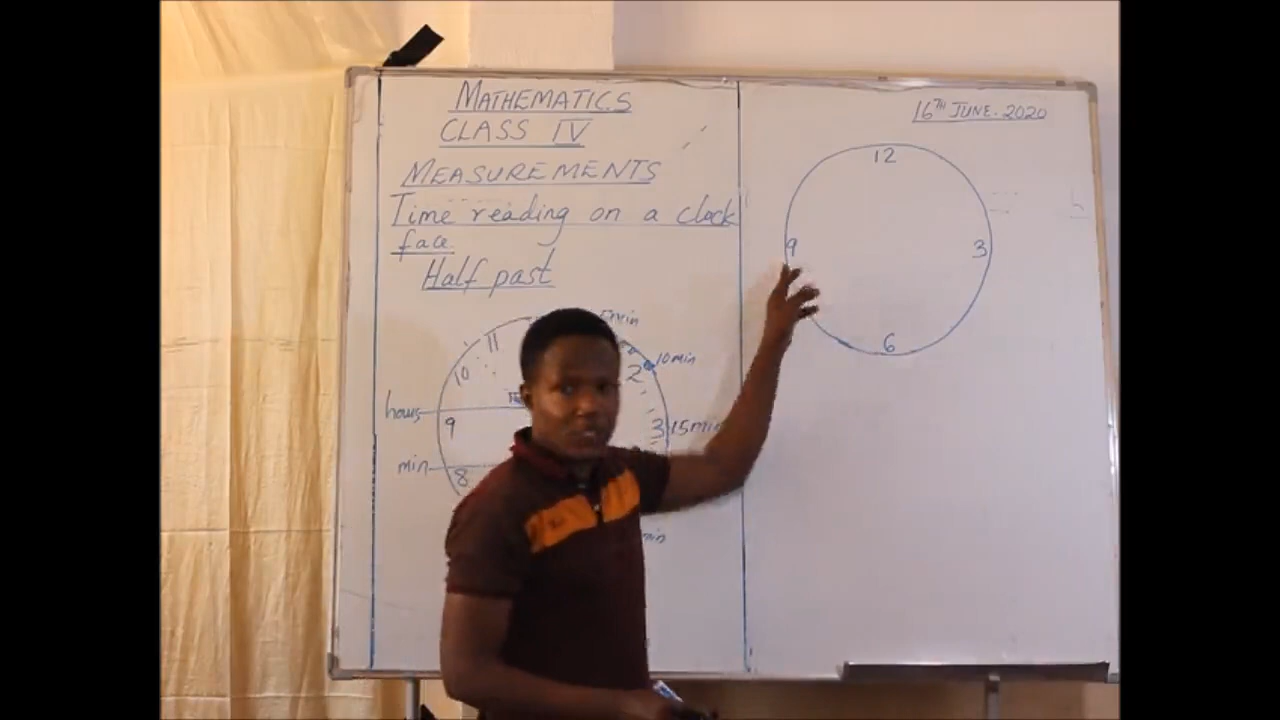 MATHEMATICS
CLASS IV
MEASUREMENTS
Time reading on a clock
face
Half past
5min
11
10
2
10min
hours
9
3
15min
min
8
min
16TH JUNE. 2020
12
9
3
6